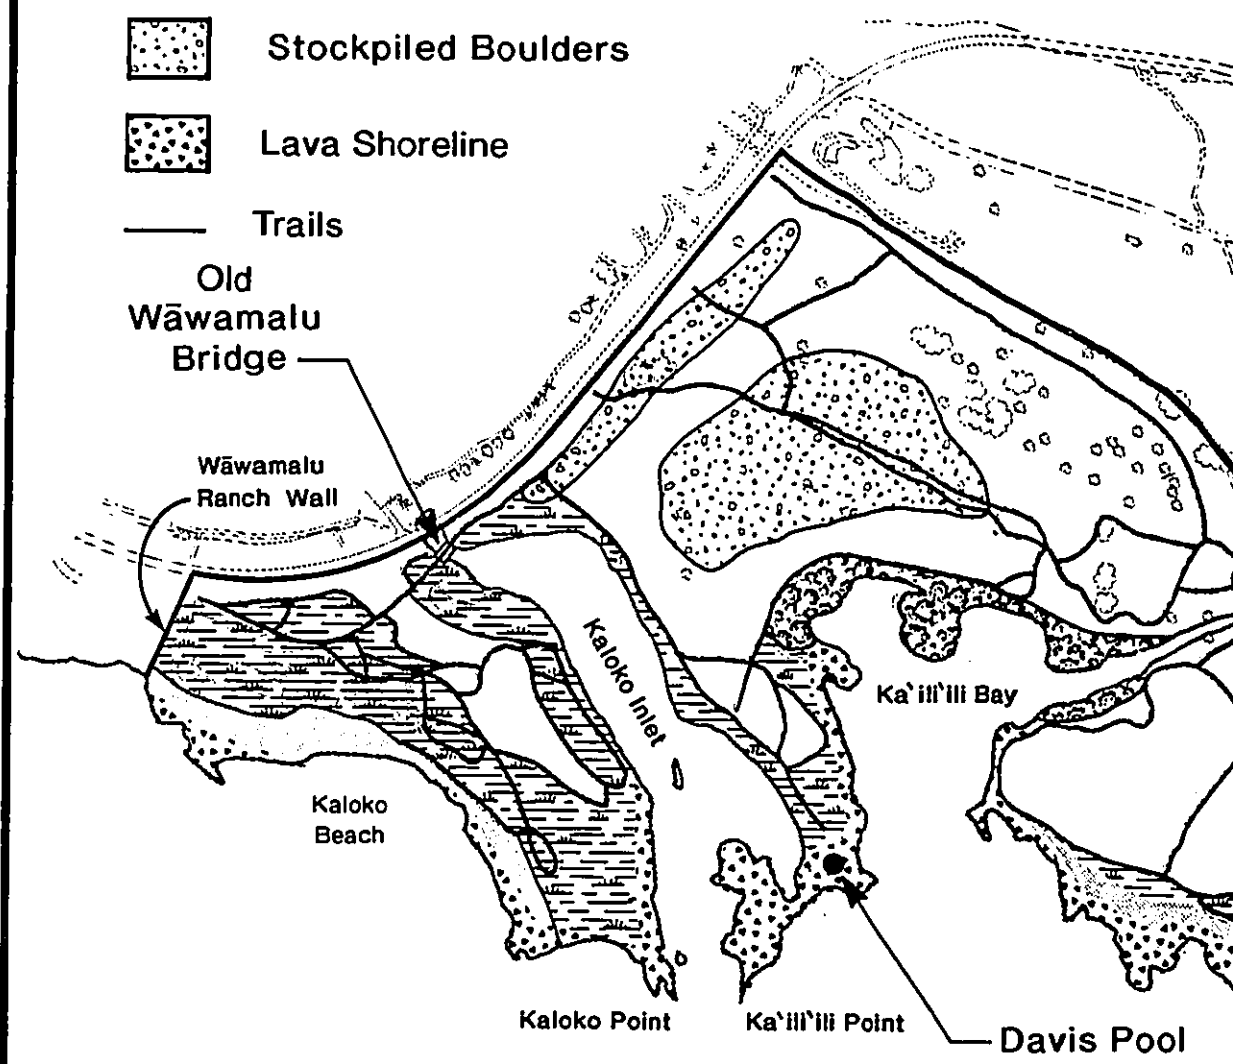 Stockpiled Boulders
Lava Shoreline
Trails
Old
Wāwamalu
Bridge
Wāwamalu
Ranch Wall
Kaloko Inlet
Ka‛ili‛ili Bay
Kaloko
Beach
Kaloko Point
Ka‛ili‛ili Point
Davis Pool